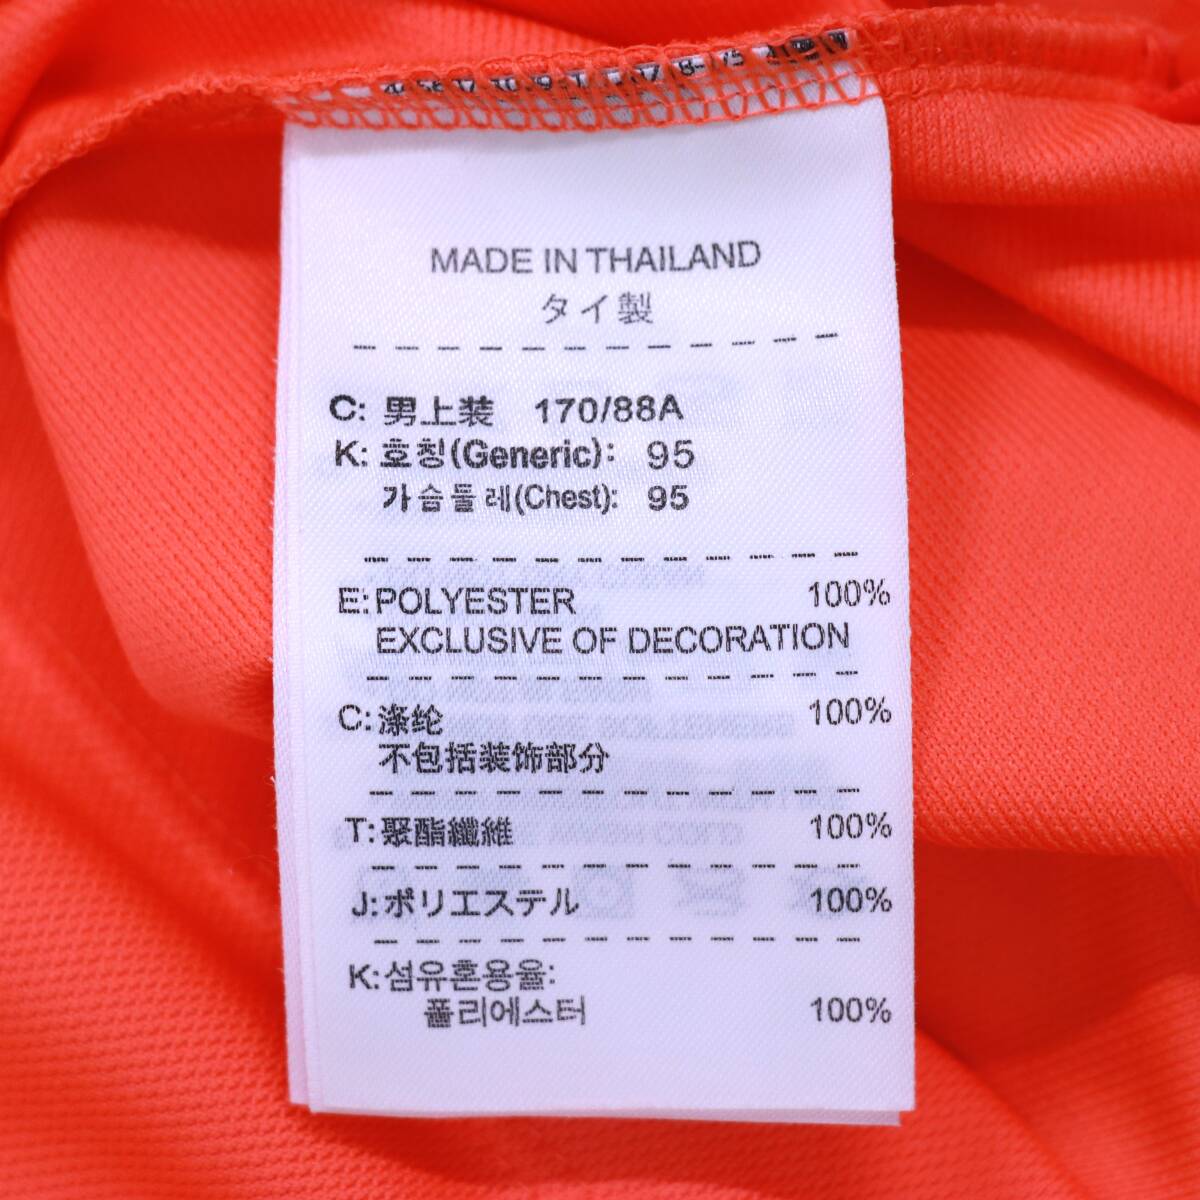 MADE IN THAILAND
タイ製
C: 男上装 170/88A
K: 호칭(Generic): 95
가슴둘레(Chest): 95
E: POLYESTER 100%
EXCLUSIVE OF DECORATION
C: 涤纶 100%
不包括装饰部分
T: 聚酯纖維 100%
J: ポリエステル 100%
K: 섬유혼용율:
폴리에스터 100%